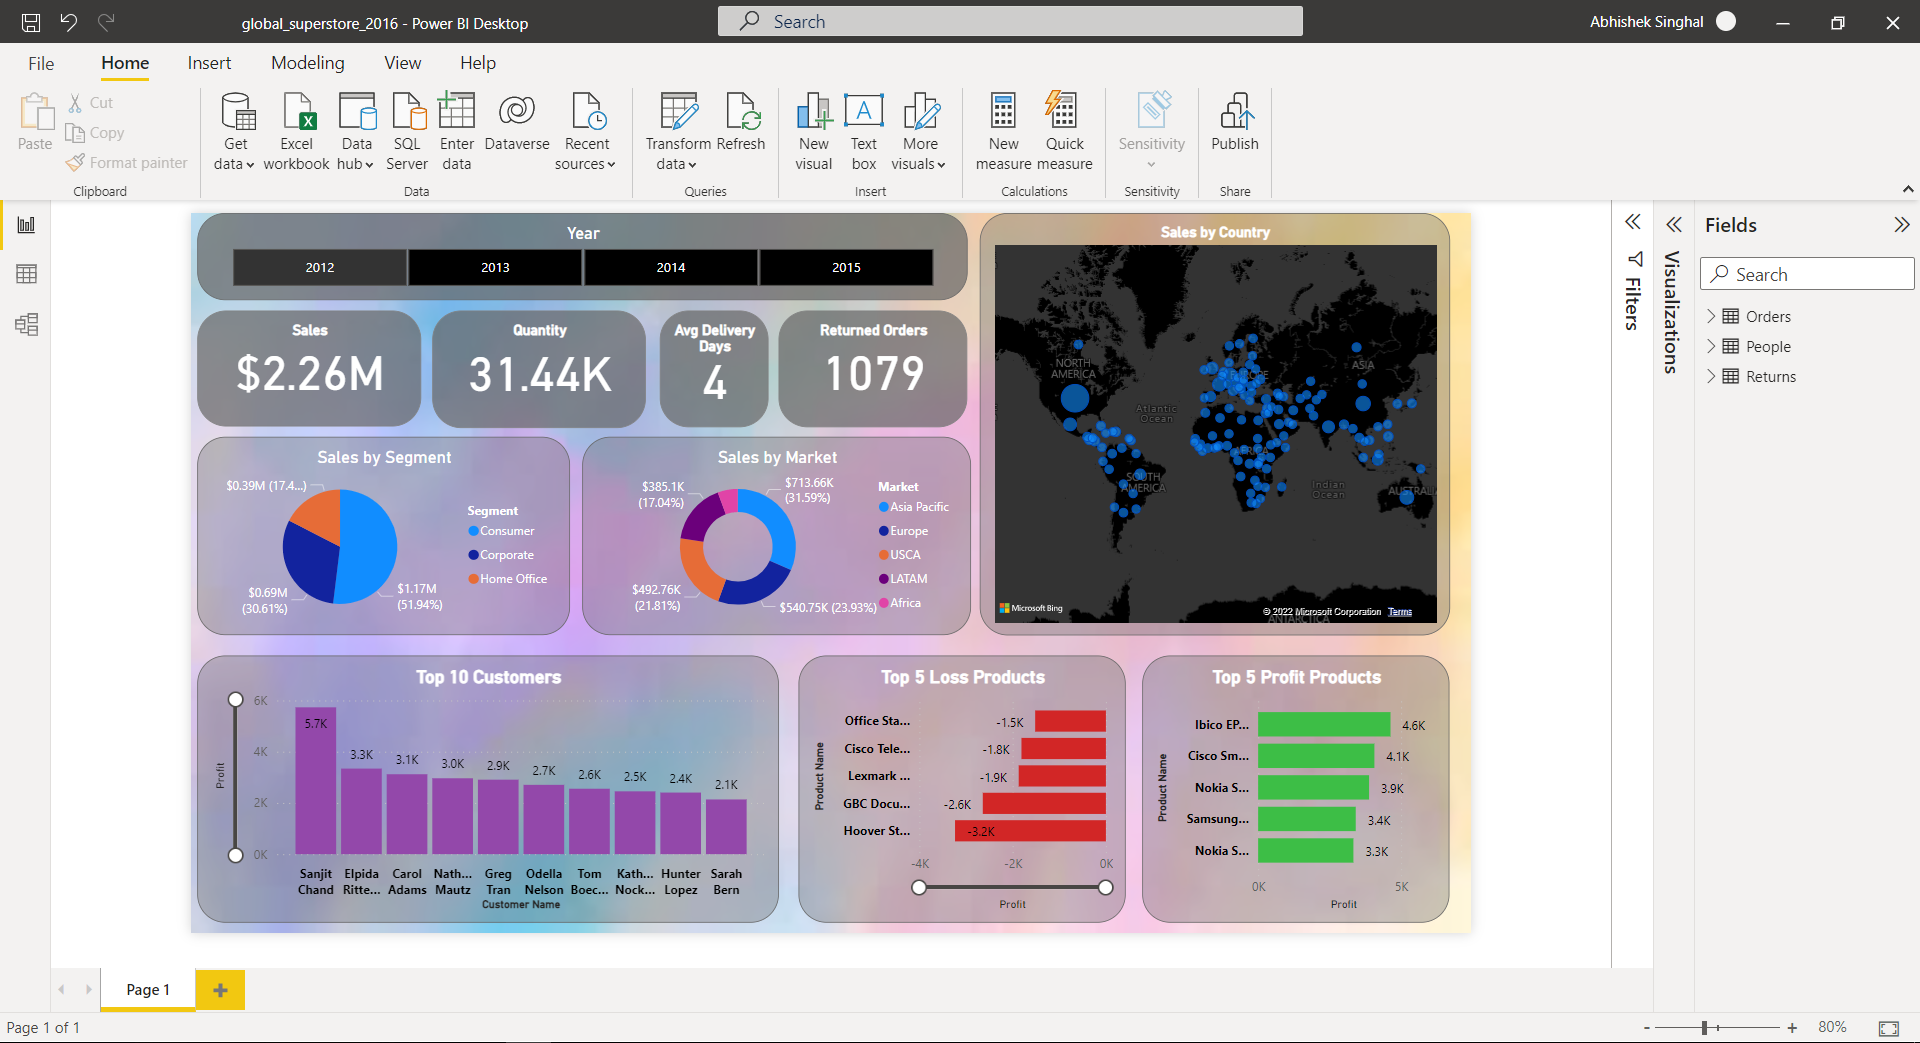 global_superstore_2016 - Power BI Desktop
Search
Abhishek Singhal
File
Home
Insert
Modeling
View
Help
Paste
Cut
Copy
Format painter
Clipboard
Get data
Excel workbook
Data hub
SQL Server
Enter data
Dataverse
Recent sources
Data
Transform data
Refresh
Queries
New visual
Text box
More visuals
Insert
New measure
Quick measure
Calculations
Sensitivity
Sensitivity
Publish
Share
Year
2012
2013
2014
2015
Sales
$2.26M
Quantity
31.44K
Avg Delivery
Days
4
Returned Orders
1079
Sales by Country
NORTH
AMERICA
Atlantic
Ocean
SOUTH
AMERICA
EUROPE
AFRICA
ASIA
Indian
Ocean
AUSTRALI
ANTARCTICA
Microsoft Bing
© 2022 Microsoft Corporation
Terms
Sales by Segment
$0.39M (17.4...)
$0.69M
(30.61%)
$1.17M
(51.94%)
Segment
Consumer
Corporate
Home Office
Sales by Market
$385.1K
(17.04%)
$713.66K
(31.59%)
$492.76K
(21.81%)
$540.75K (23.93%)
Market
Asia Pacific
Europe
USCA
LATAM
Africa
Top 10 Customers
Profit
6K
4K
2K
0K
5.7K
3.3K
3.1K
3.0K
2.9K
2.7K
2.6K
2.5K
2.4K
2.1K
Sanjit Chand
Elpida Ritte...
Carol Adams
Nath... Mautz
Greg Tran
Odella Nelson
Tom Boec...
Kath... Nock...
Hunter Lopez
Sarah Bern
Customer Name
Top 5 Loss Products
Product Name
Office Sta...
-1.5K
Cisco Tele...
-1.8K
Lexmark ...
-1.9K
GBC Docu...
-2.6K
Hoover St...
-3.2K
-4K
-2K
0K
Profit
Top 5 Profit Products
Product Name
Ibico EP...
4.6K
Cisco Sm...
4.1K
Nokia S...
3.9K
Samsung...
3.4K
Nokia S...
3.3K
0K
5K
Profit
Filters
Visualizations
Fields
Search
Orders
People
Returns
Page 1
Page 1 of 1
80%